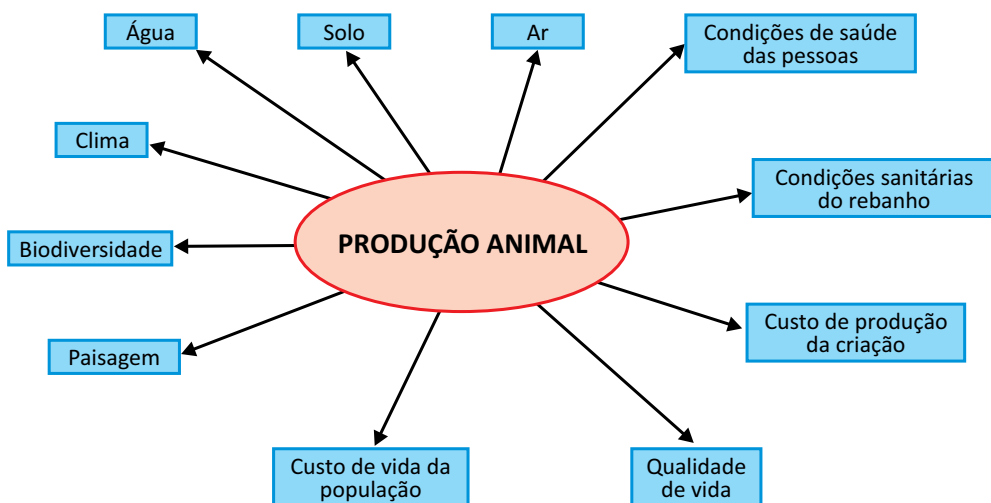 Água
Solo
Ar
Condições de saúde
das pessoas
Clima
Condições sanitárias
do rebanho
Biodiversidade
PRODUÇÃO ANIMAL
Paisagem
Custo de produção
da criação
Custo de vida da
população
Qualidade
de vida